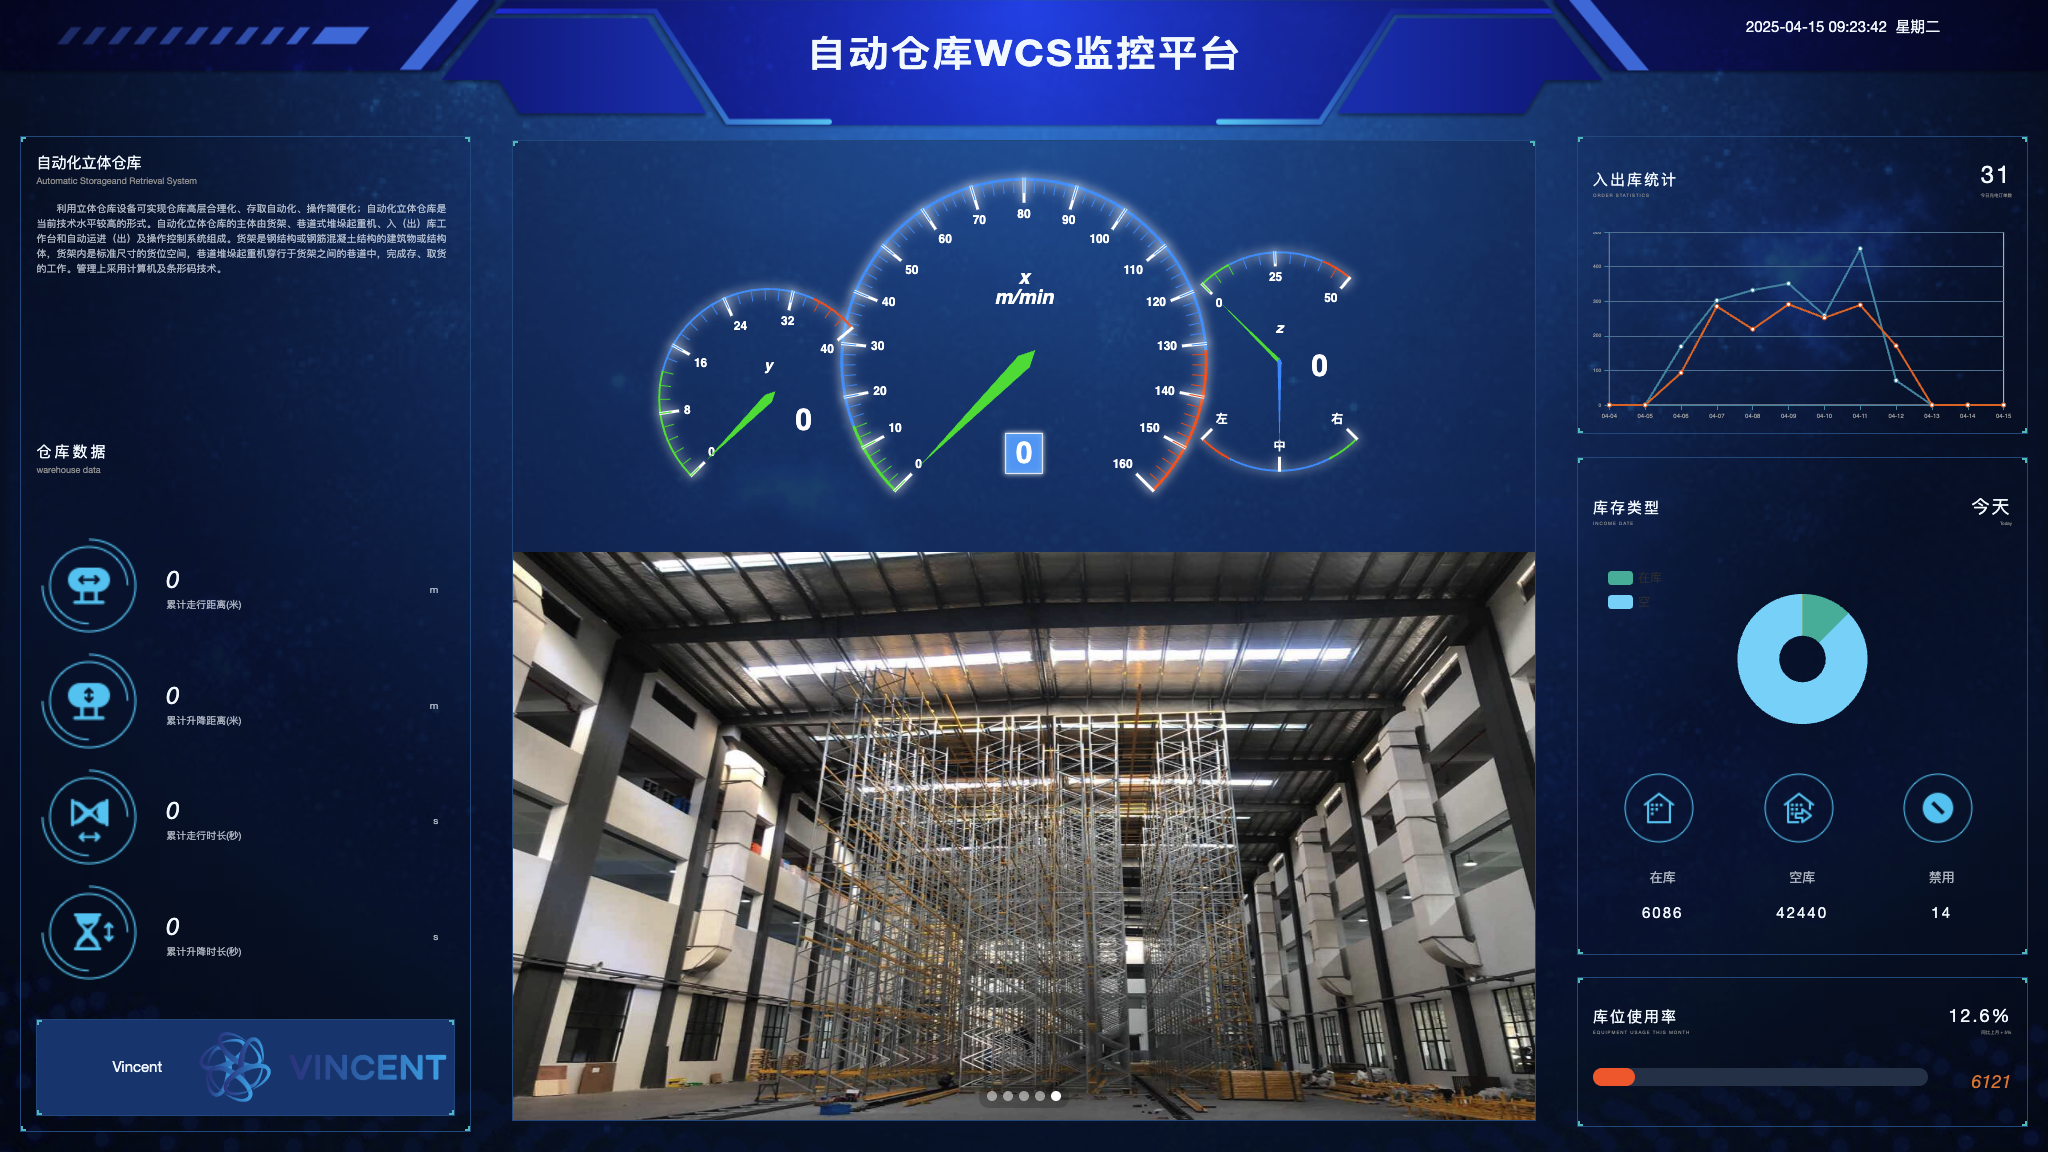 自动仓库WCS监控平台
2025-04-15 09:23:42 星期二
自动化立体仓库
Automatic Storageand Retrieval System
利用立体仓库设备可实现仓库高层合理化、存取自动化、操作简便化；自动化立体仓库是
当前技术水平较高的形式。自动化立体仓库的主体由货架、巷道式堆垛起重机、入（出）库工
作台和自动运进（出）及操作控制系统组成。货架是钢结构或钢筋混凝土结构的建筑物或结构
体，货架内是标准尺寸的货位空间，巷道堆垛起重机穿行于货架之间的巷道中，完成存、取货
的工作。管理上采用计算机及条形码技术。
仓库数据
warehouse data
0
累计走行距离(米)
m
0
累计升降距离(米)
m
0
累计走行时长(秒)
s
0
累计升降时长(秒)
s
Vincent
VINCENT
0
8
16
24
32
40
y
0
0
10
20
30
40
50
60
70
80
90
100
110
120
130
140
150
160
x
m/min
0
0
25
50
z
0
左
中
右
入出库统计
ORDER STATISTICS
31
400
300
200
100
0
04-04
04-05
04-06
04-07
04-08
04-09
04-10
04-11
04-12
04-13
04-14
04-15
库存类型
INCOME DATE
今天
Today
在库
空
在库
空库
禁用
6086
42440
14
库位使用率
EQUIPMENT USAGE THIS MONTH
12.6%
6121